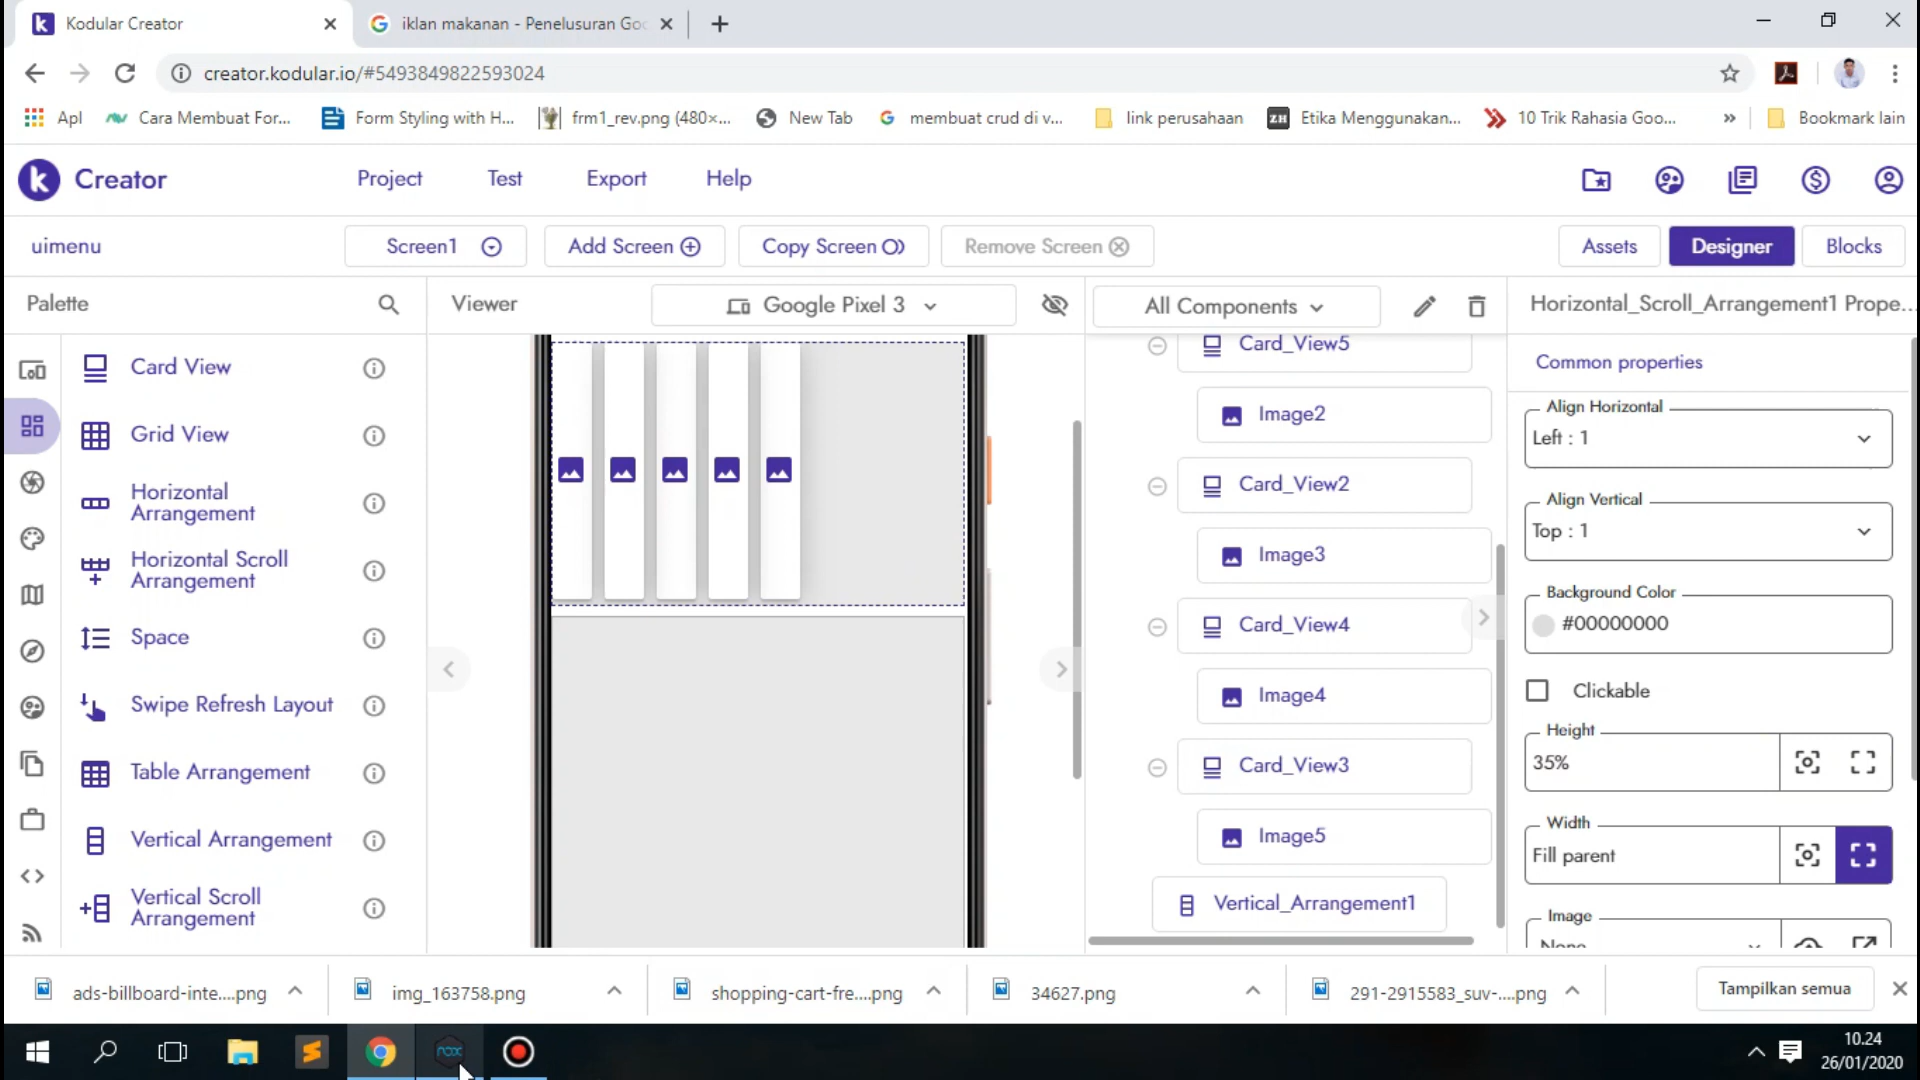 Kodular Creator
iklan makanan - Penelusuran Goo
creator.kodular.io/#5493849822593024
Apl
Cara Membuat For...
Form Styling with H...
frm1_rev.png (480×...
New Tab
membuat crud di v...
link perusahaan
ZH
Etika Menggunakan...
10 Trik Rahasia Goo...
»
Bookmark lain
k
Creator
Project
Test
Export
Help
uimenu
Screen1
Add Screen
Copy Screen
Remove Screen
Assets
Designer
Blocks
Palette
Viewer
Google Pixel 3
All Components
Horizontal_Scroll_Arrangement1 Prope...
Card View
Grid View
Horizontal
Arrangement
Horizontal Scroll
Arrangement
Space
Swipe Refresh Layout
Table Arrangement
Vertical Arrangement
Vertical Scroll
Arrangement
Card_View5
Image2
Card_View2
Image3
Card_View4
Image4
Card_View3
Image5
Vertical_Arrangement1
Common properties
Align Horizontal
Left : 1
Align Vertical
Top : 1
Background Color
#00000000
Clickable
Height
35%
Width
Fill parent
Image
None
ads-billboard-inte....png
img_163758.png
shopping-cart-fre....png
34627.png
291-2915583_suv-....png
Tampilkan semua
nox
10.24
26/01/2020